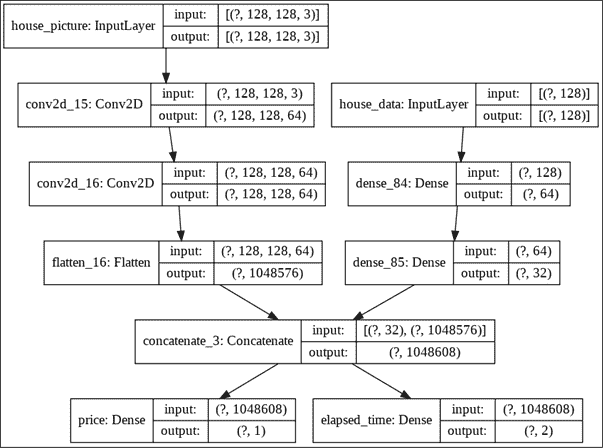 house_picture: InputLayer
input: [(?, 128, 128, 3)]
output: [(?, 128, 128, 3)]
conv2d_15: Conv2D
input: (?, 128, 128, 3)
output: (?, 128, 128, 64)
house_data: InputLayer
input: [(?, 128)]
output: [(?, 128)]
conv2d_16: Conv2D
input: (?, 128, 128, 64)
output: (?, 128, 128, 64)
dense_84: Dense
input: (?, 128)
output: (?, 64)
flatten_16: Flatten
input: (?, 128, 128, 64)
output: (?, 1048576)
dense_85: Dense
input: (?, 64)
output: (?, 32)
concatenate_3: Concatenate
input: [(?, 32), (?, 1048576)]
output: (?, 1048608)
price: Dense
input: (?, 1048608)
output: (?, 1)
elapsed_time: Dense
input: (?, 1048608)
output: (?, 2)